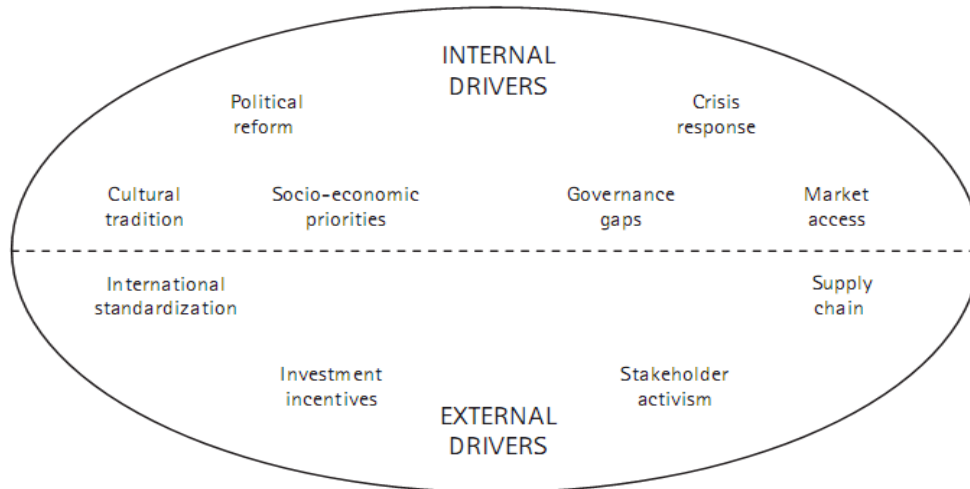 INTERNAL
DRIVERS
Political
reform
Crisis
response
Cultural
tradition
Socio-economic
priorities
Governance
gaps
Market
access
International
standardization
Supply
chain
Investment
incentives
Stakeholder
activism
EXTERNAL
DRIVERS